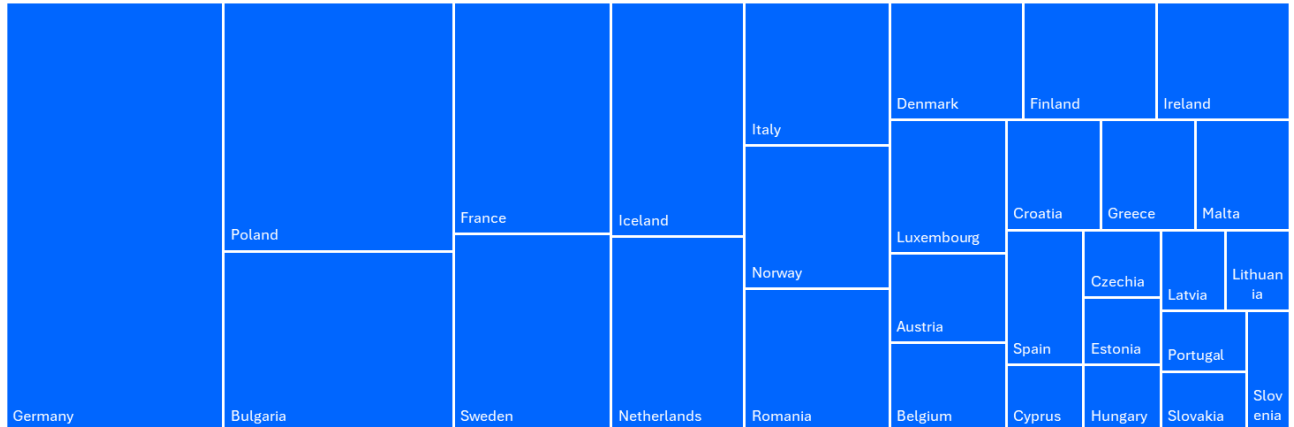 Germany
Poland
Bulgaria
France
Sweden
Iceland
Netherlands
Italy
Norway
Romania
Denmark
Finland
Ireland
Luxembourg
Austria
Belgium
Croatia
Greece
Malta
Spain
Cyprus
Czechia
Estonia
Hungary
Latvia
Lithuan
ia
Portugal
Slovakia
Slov
enia